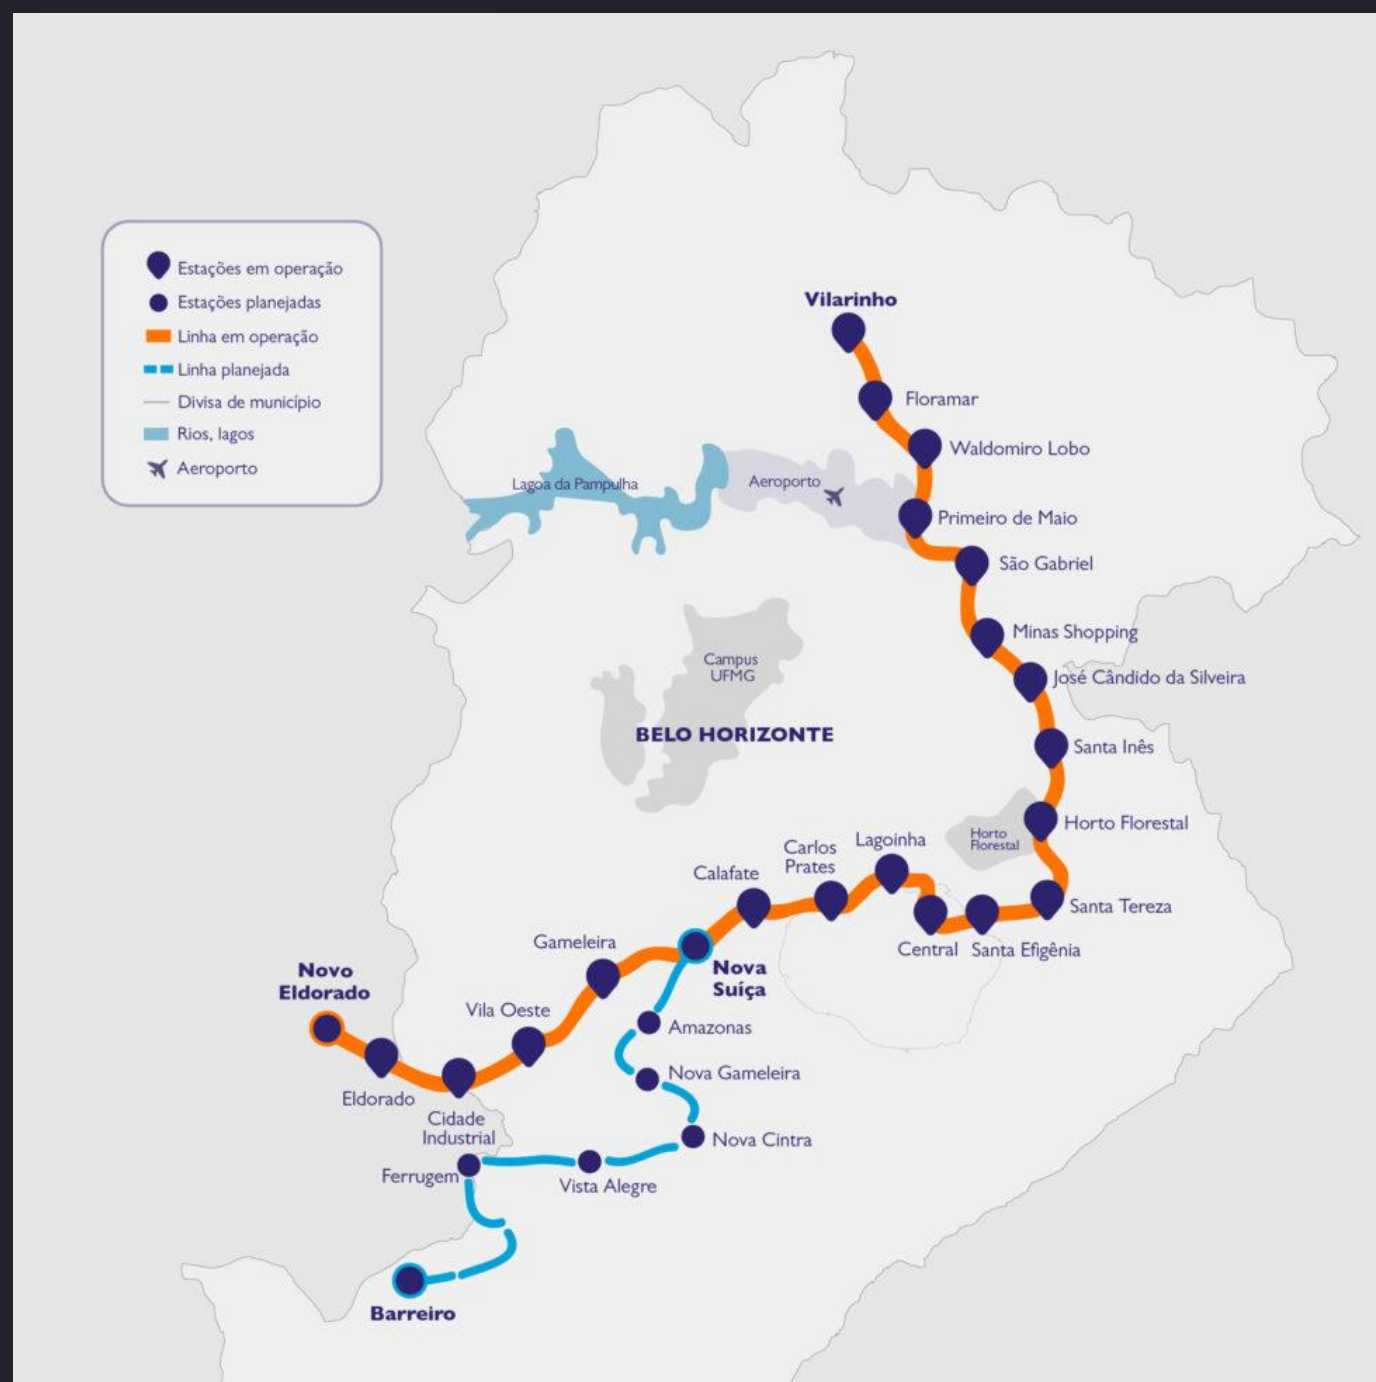 Estações em operação
Estações planejadas
Linha em operação
Linha planejada
Divisa de município
Rios, lagos
Aeroporto
Vilarinho
Floramar
Waldomiro Lobo
Lagoa da Pampulha
Aeroporto
Primeiro de Maio
São Gabriel
Minas Shopping
Campus
UFMG
José Cândido da Silveira
BELO HORIZONTE
Santa Inês
Horto Florestal
Horto
Florestal
Lagoinha
Carlos
Prates
Calafate
Santa Tereza
Gameleira
Central
Santa Efigênia
Nova
Suíça
Novo
Eldorado
Vila Oeste
Amazonas
Nova Gameleira
Eldorado
Cidade
Industrial
Nova Cintra
Ferrugem
Vista Alegre
Barreiro